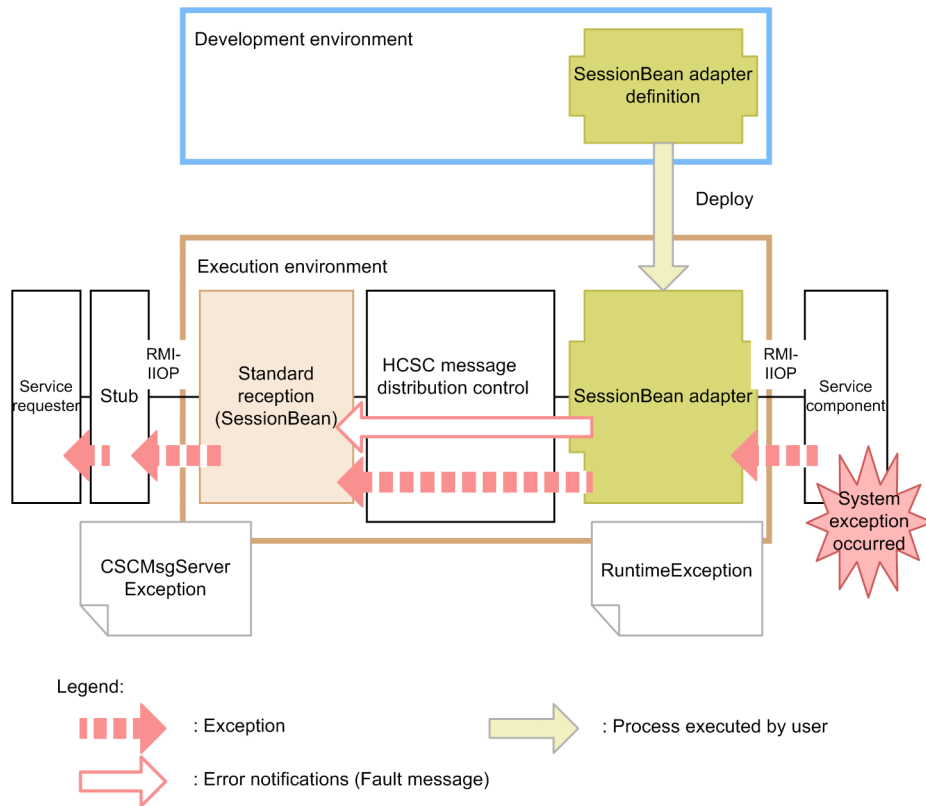 Development environment
SessionBean adapter
definition
Deploy
Execution environment
RMI-
IIOP
RMI-
IIOP
Service
requester
Stub
Standard
reception
(SessionBean)
HCSC message
distribution control
SessionBean adapter
Service
component
System
exception
occurred
CSCMsgServer
Exception
RuntimeException
Legend:
: Exception
: Process executed by user
: Error notifications (Fault message)